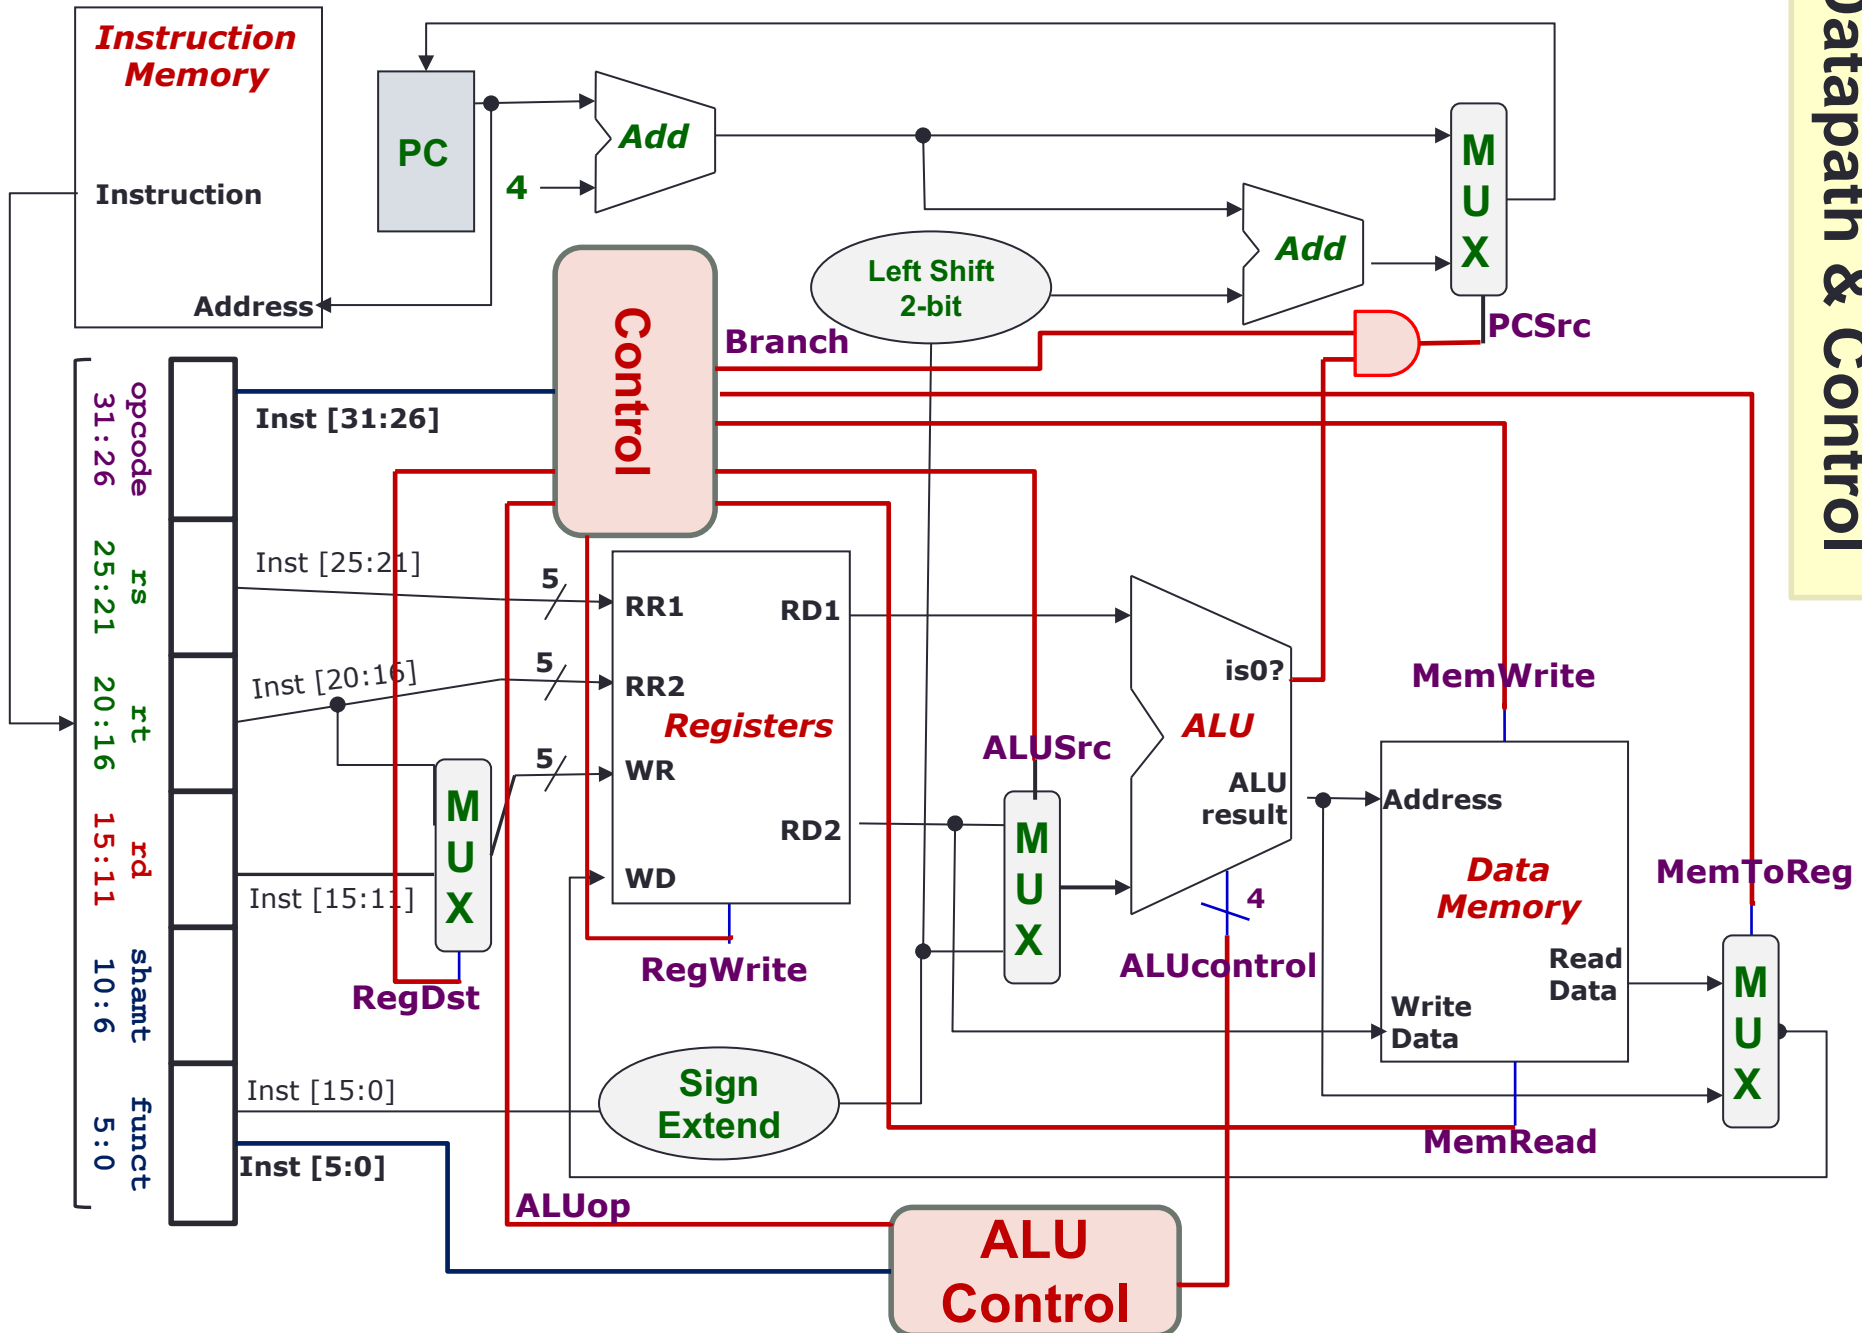 Instruction
Memory
Instruction
Address
PC
4
Add
Add
M
U
X
PCSrc
Left Shift
2-bit
Control
Branch
Datapath & Control
opcode
31:26
rs
25:21
rt
20:16
rd
15:11
shamt
10:6
funct
5:0
Inst [31:26]
Inst [25:21]
Inst [20:16]
Inst [15:11]
Inst [15:0]
Inst [5:0]
5
5
5
M
U
X
RegDst
RR1
RR2
WR
WD
RD1
RD2
Registers
RegWrite
ALUSrc
M
U
X
is0?
ALU
ALU
result
4
ALUcontrol
MemWrite
Address
Data
Memory
Read
Data
Write
Data
MemRead
MemToReg
M
U
X
Sign
Extend
ALUop
ALU
Control